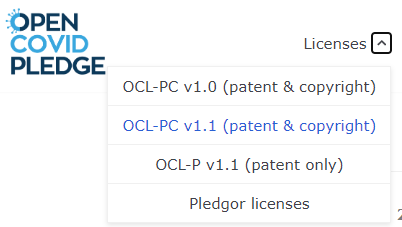 OPEN
COVID
PLEDGE
Licenses
OCL-PC v1.0 (patent & copyright)
OCL-PC v1.1 (patent & copyright)
OCL-P v1.1 (patent only)
Pledgor licenses